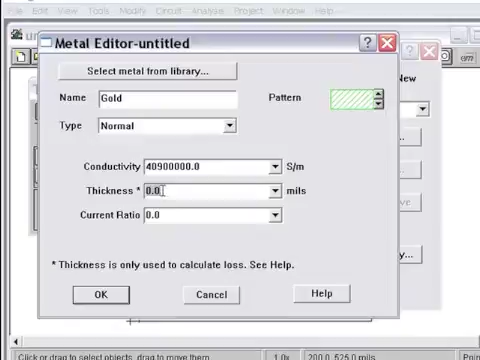 File Edit View Tools Modify Circuit Analysis Project Window Help
un
Metal Editor-untitled
em
Select metal from library...
New
Name Gold Pattern
Type Normal
Conductivity 40900000.0 S/m
Thickness * 0.0 mils
Current Ratio 0.0
* Thickness is only used to calculate loss. See Help.
OK Cancel Help
Click or drag to select objects, drag to move them 1.0x 200.0, 525.0 mils Poin